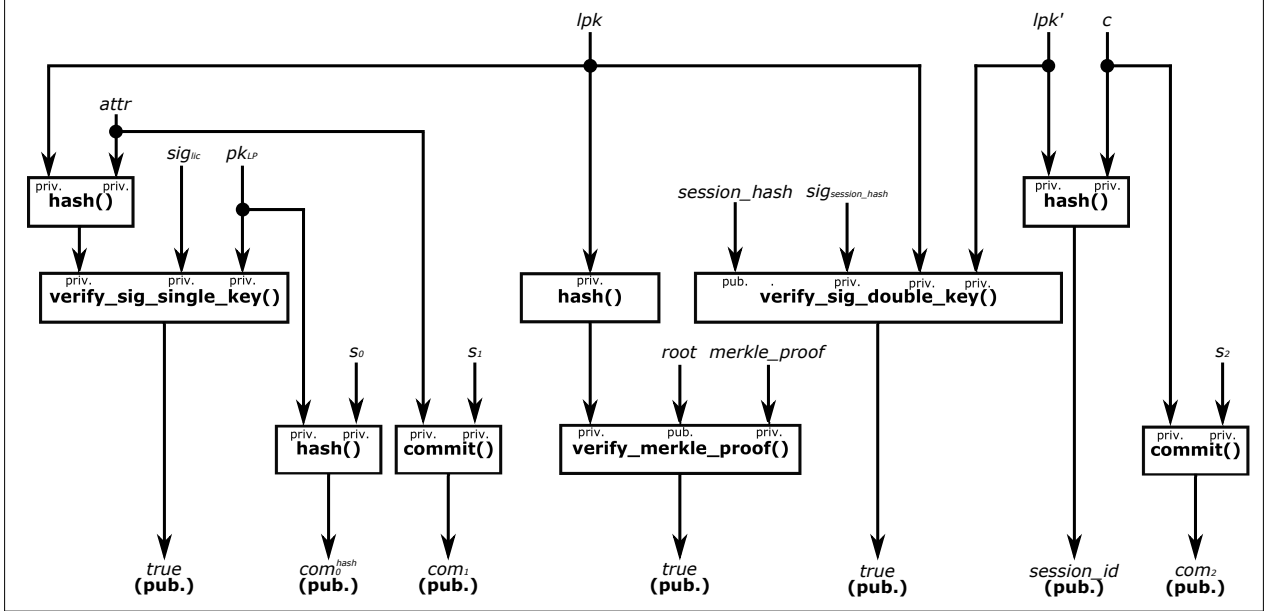 lpk lpk' c
attr
sig_lic pk_LP
priv. priv.
hash()
session_hash sig_session_hash
priv. priv.
hash()
priv. priv. priv.
verify_sig_single_key()
priv.
hash()
pub. . priv. priv. priv.
verify_sig_double_key()
s₀ s₁ root merkle_proof s₂
priv. priv.
hash()
priv. priv.
commit()
priv. pub. priv.
verify_merkle_proof()
priv. priv.
commit()
true
(pub.)
com₀^hash
(pub.)
com₁
(pub.)
true
(pub.)
true
(pub.)
session_id
(pub.)
com₂
(pub.)